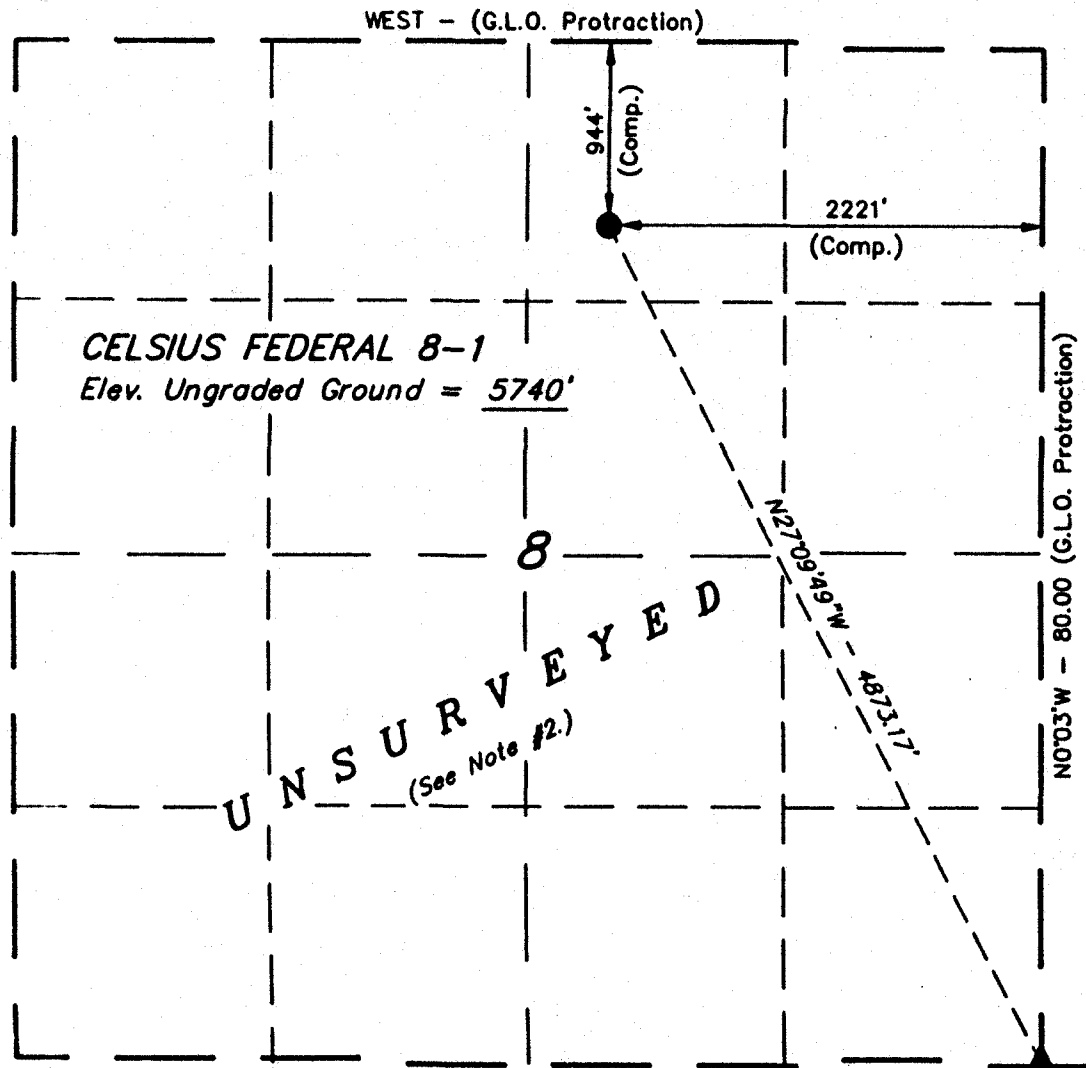 WEST - (G.L.O. Protraction)
944'
(Comp.)
2221'
(Comp.)
CELSIUS FEDERAL 8-1
Elev. Ungraded Ground = 5740'
N0°03'W - 80.00 (G.L.O. Protraction)
N27°09'49"W - 4873.17'
8
UNSURVEYED
(See Note #2.)